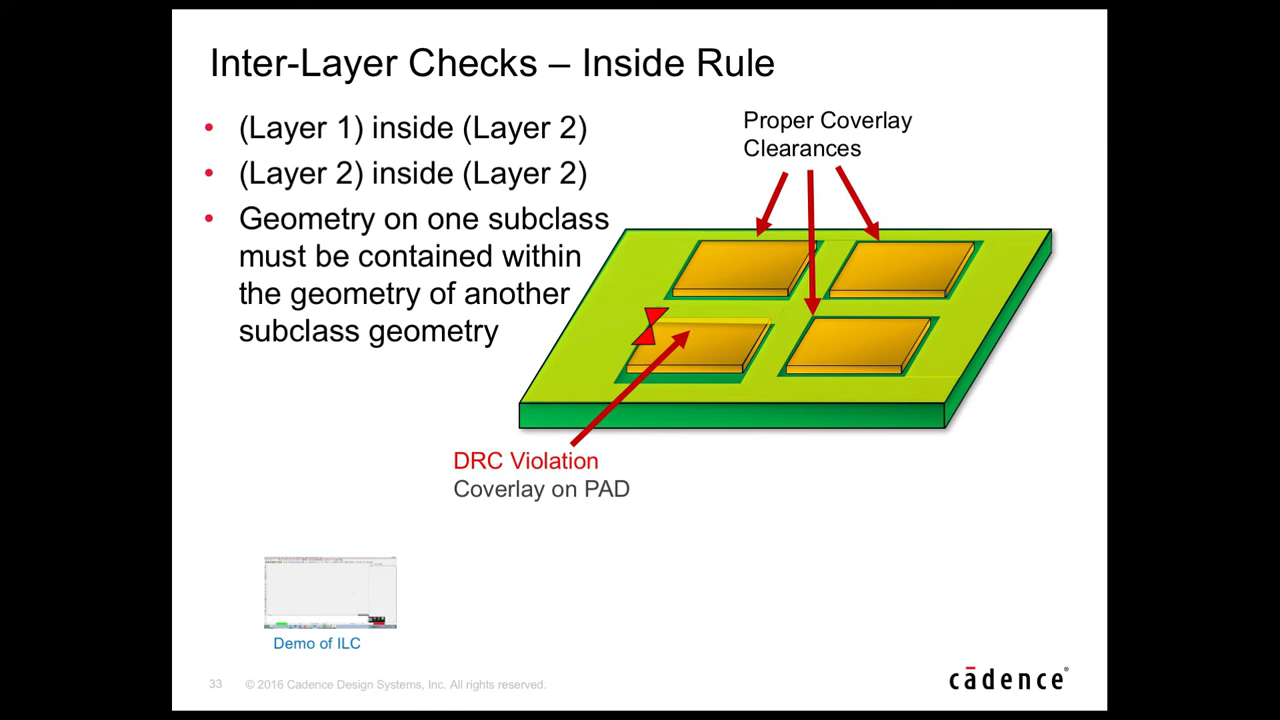 Inter-Layer Checks – Inside Rule
• (Layer 1) inside (Layer 2)
• (Layer 2) inside (Layer 2)
• Geometry on one subclass
must be contained within
the geometry of another
subclass geometry
Proper Coverlay
Clearances
DRC Violation
Coverlay on PAD
Demo of ILC
33 © 2016 Cadence Design Systems, Inc. All rights reserved.
cādence®